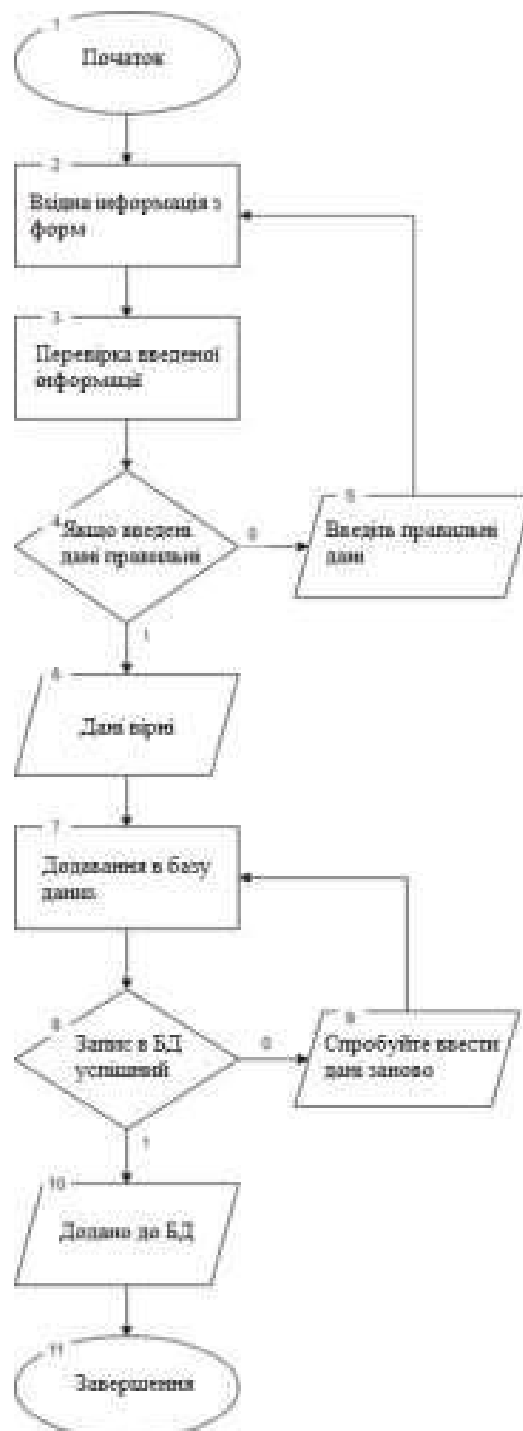 1
Початок
2
Вхідна інформація з
форм
3
Перевірка введеної
інформації
4
Якщо введені
дані правильні
0
5
Введіть правильні
дані
1
6
Дані вірні
7
Додавання в базу
даних
8
Запис в БД
успішний
0
9
Спробуйте ввести
дані заново
1
10
Додано до БД
11
Завершення